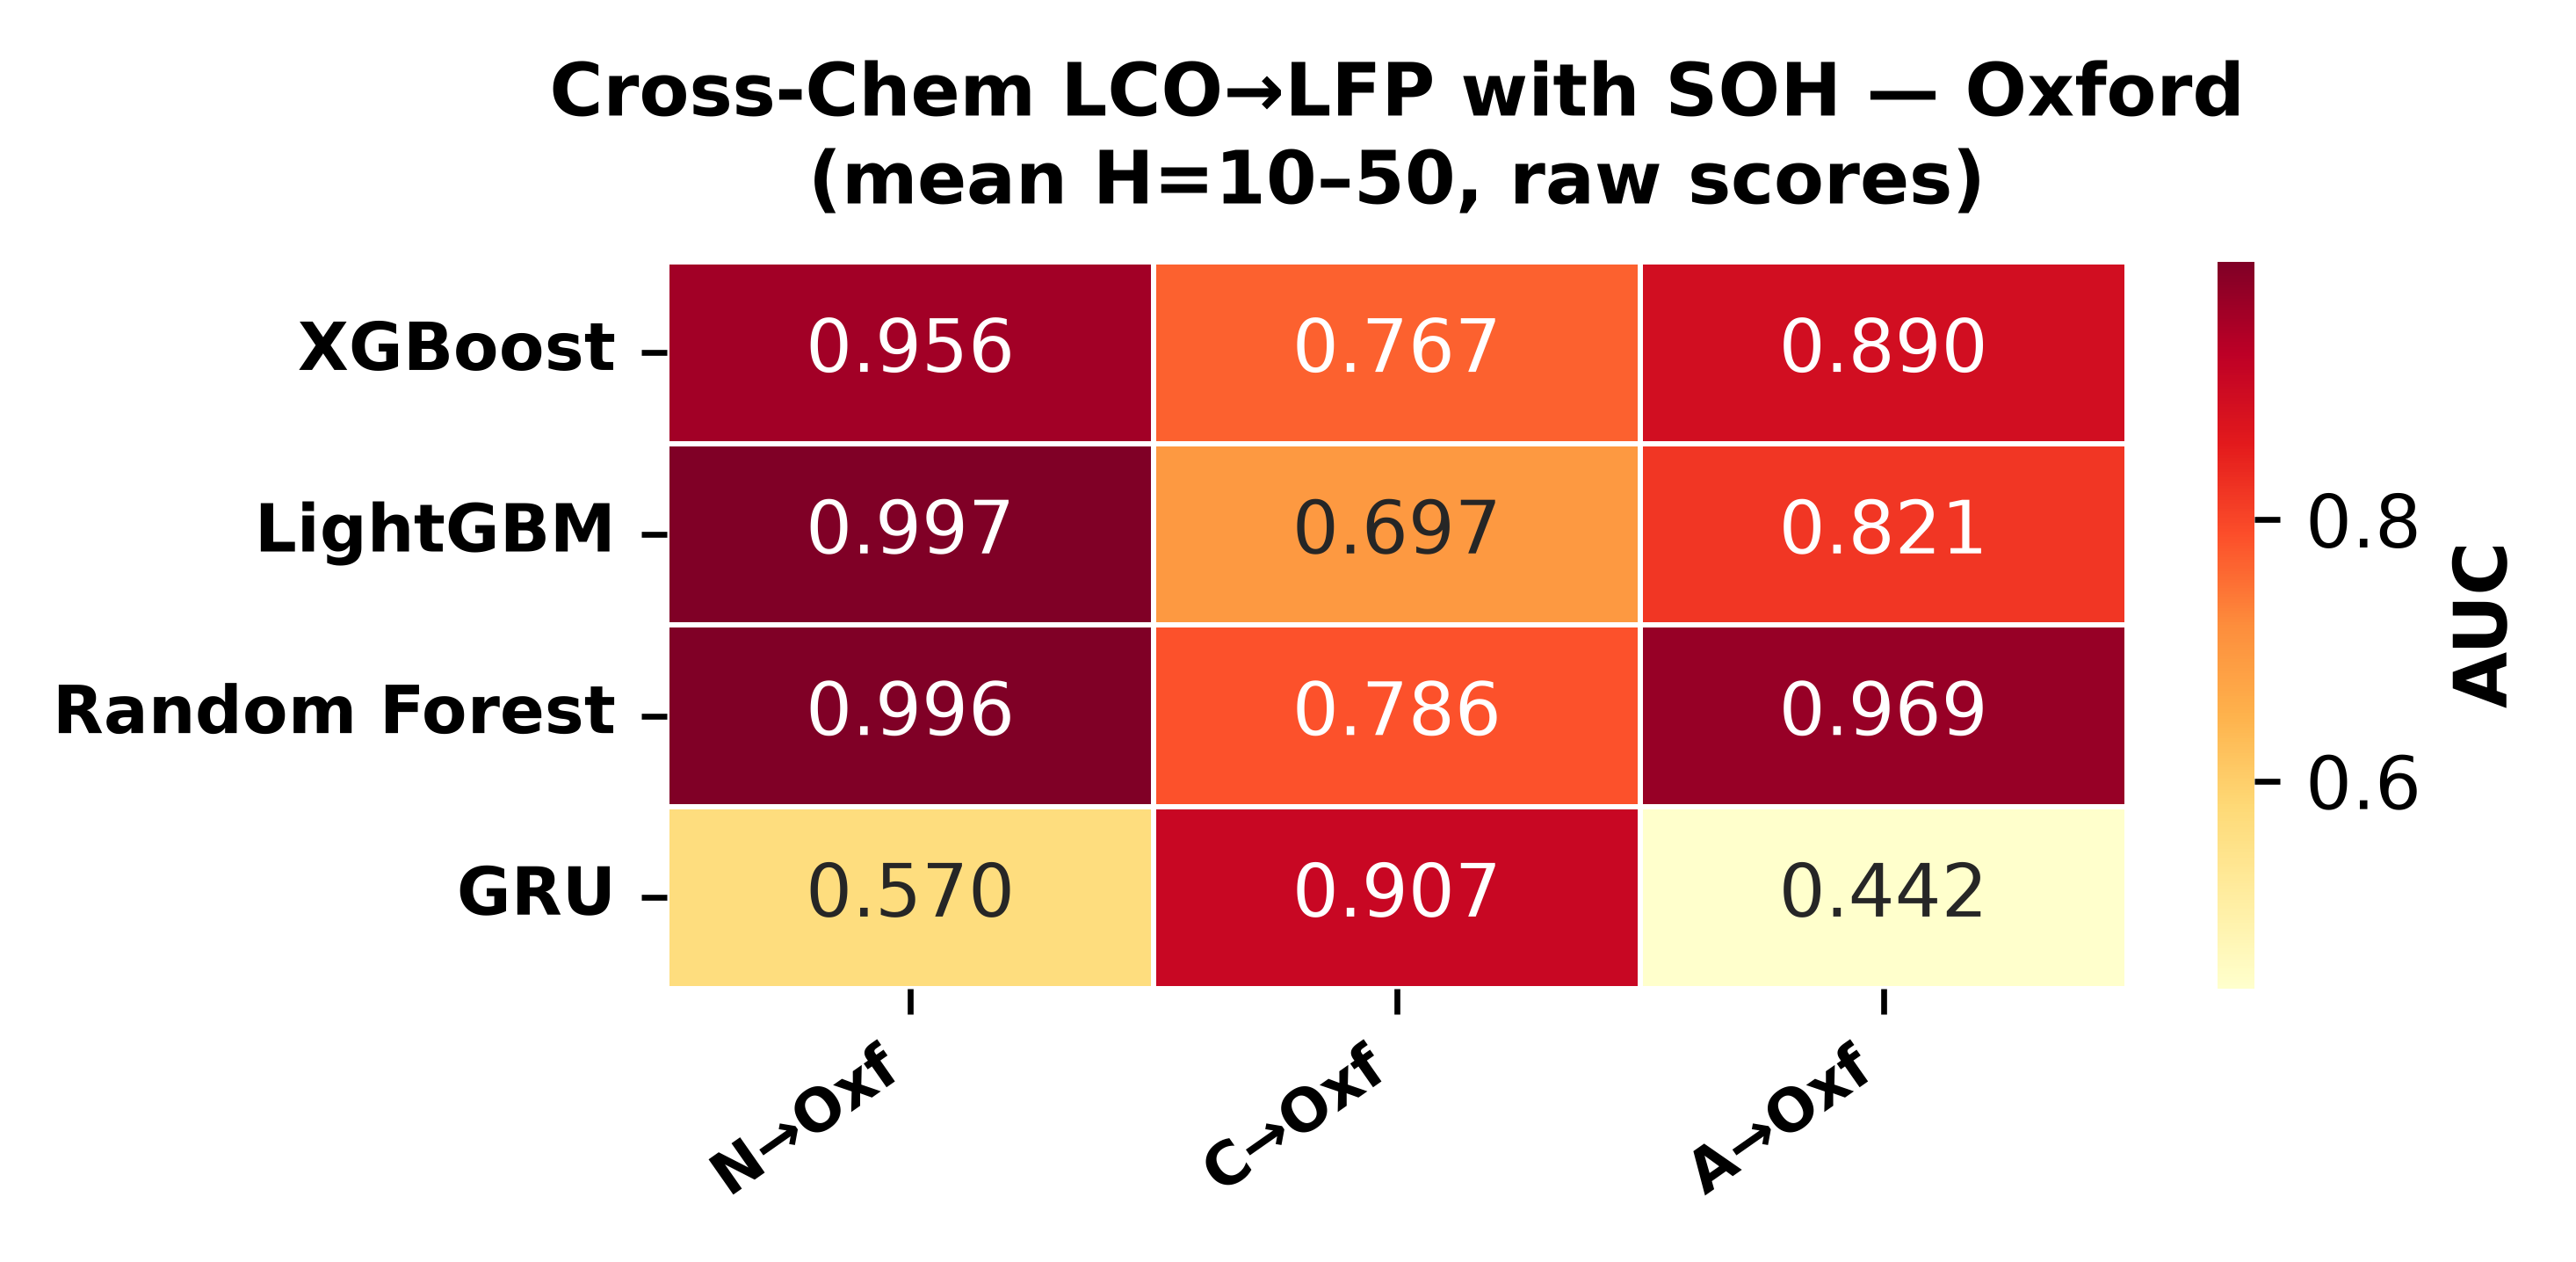 Cross-Chem LCO→LFP with SOH — Oxford
(mean H=10–50, raw scores)
XGBoost 0.956 0.767 0.890
LightGBM 0.997 0.697 0.821
Random Forest 0.996 0.786 0.969
GRU 0.570 0.907 0.442
N→Oxf C→Oxf A→Oxf
0.8
0.6
AUC